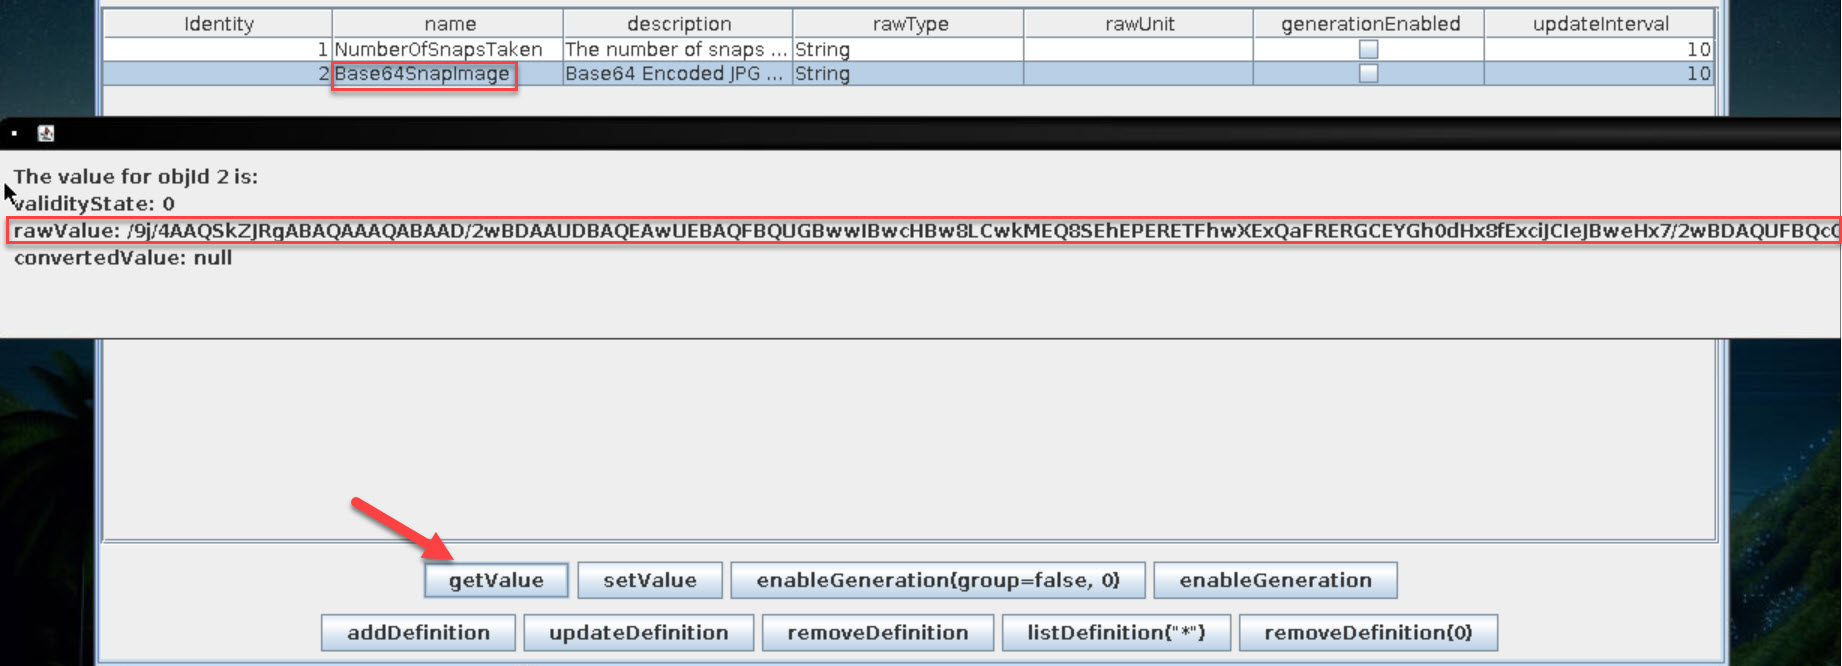 Identity name description rawType rawUnit generationEnabled updateInterval
1 NumberOfSnapsTaken The number of snaps ... String 10
2 Base64SnapImage Base64 Encoded JPG ... String 10
The value for objId 2 is:
validityState: 0
rawValue: /9j/4AAQSkZJRgABAQAAAQABAAD/2wBDAAUDBAQEAwUEBAQFBQUGBwwIBwcHBw8LCwkMEQ8SEhEPERETFhwXExQaFRERGCEYGh0dHx8fExciJCIeJBweHx7/2wBDAQUFBQcG
convertedValue: null
getValue setValue enableGeneration{group=false, 0} enableGeneration
addDefinition updateDefinition removeDefinition listDefinition{"*"} removeDefinition{0}